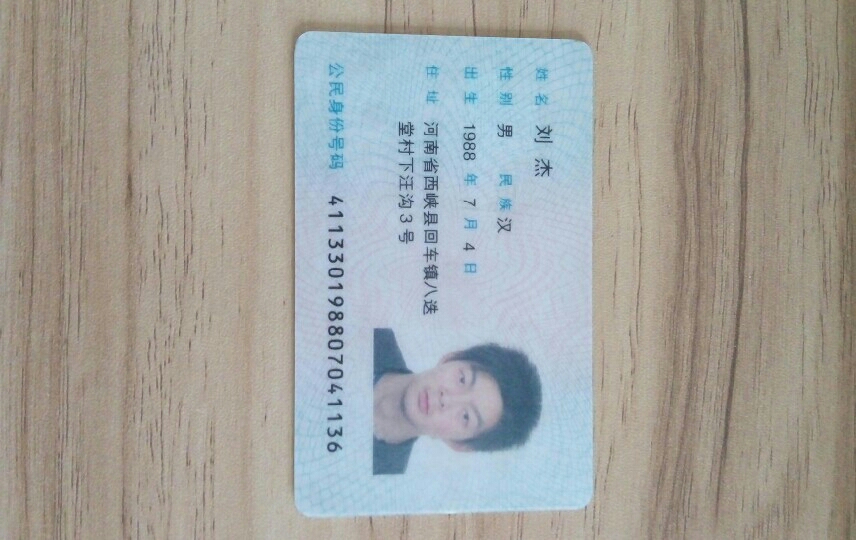 姓名 刘杰
性别 男 民族 汉
出生 1988 年 7 月 4 日
住址 河南省西峡县回车镇八迭
堂村下汪沟3号
公民身份号码 411330198807041136